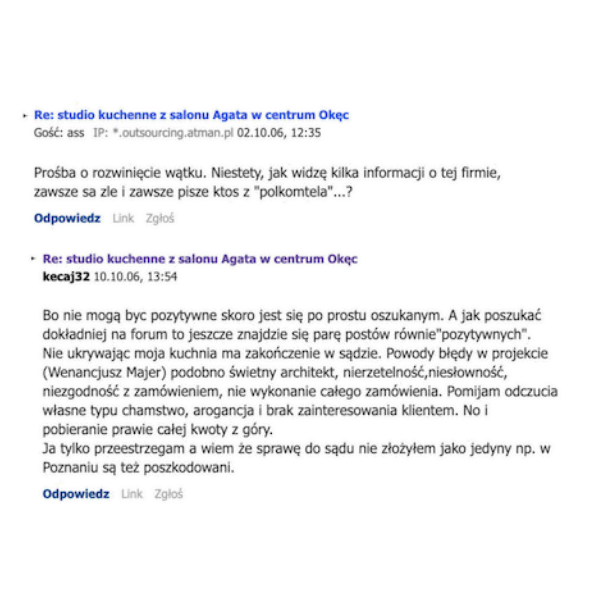 Re: studio kuchenne z salonu Agata w centrum Okęc
Gość: ass IP: *.outsourcing.atman.pl 02.10.06, 12:35
Prośba o rozwinięcie wątku. Niestety, jak widzę kilka informacji o tej firmie,
zawsze sa zle i zawsze pisze ktos z "polkomtela"...?
Odpowiedz Link Zgłoś
Re: studio kuchenne z salonu Agata w centrum Okęc
kecaj32 10.10.06, 13:54
Bo nie mogą byc pozytywne skoro jest się po prostu oszukanym. A jak poszukać
dokładniej na forum to jeszcze znajdzie się parę postów równie"pozytywnych".
Nie ukrywając moja kuchnia ma zakończenie w sądzie. Powody błędy w projekcie
(Wenancjusz Majer) podobno świetny architekt, nierzetelność,niesłowność,
niezgodność z zamówieniem, nie wykonanie całego zamówienia. Pomijam odczucia
własne typu chamstwo, arogancja i brak zainteresowania klientem. No i
pobieranie prawie całej kwoty z góry.
Ja tylko przeestrzegam a wiem że sprawę do sądu nie złożyłem jako jedyny np. w
Poznaniu są też poszkodowani.
Odpowiedz Link Zgłoś